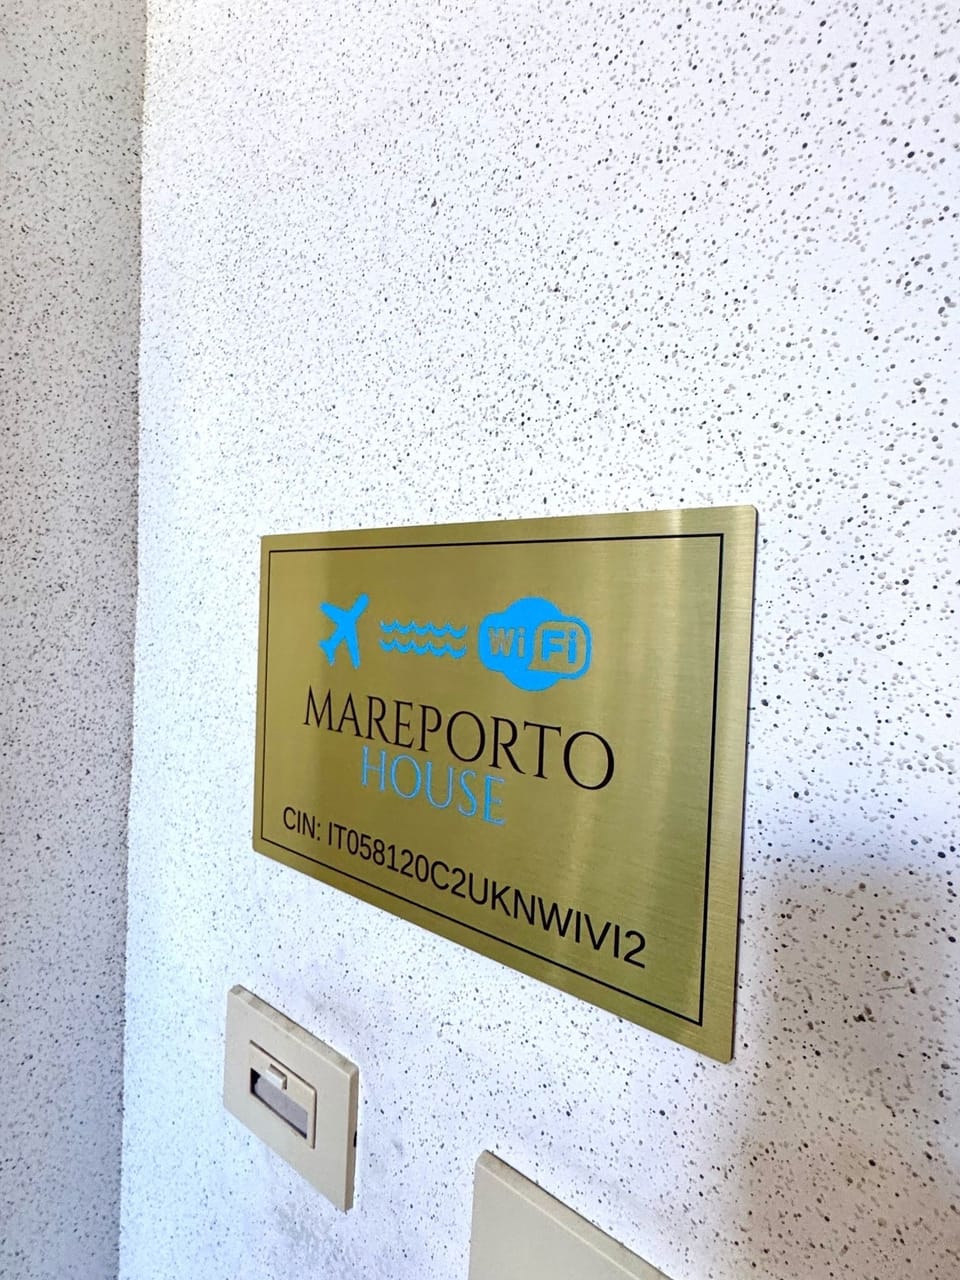 Wi Fi
MAREPORTO
HOUSE
CIN: IT058120C2UKNWIVI2